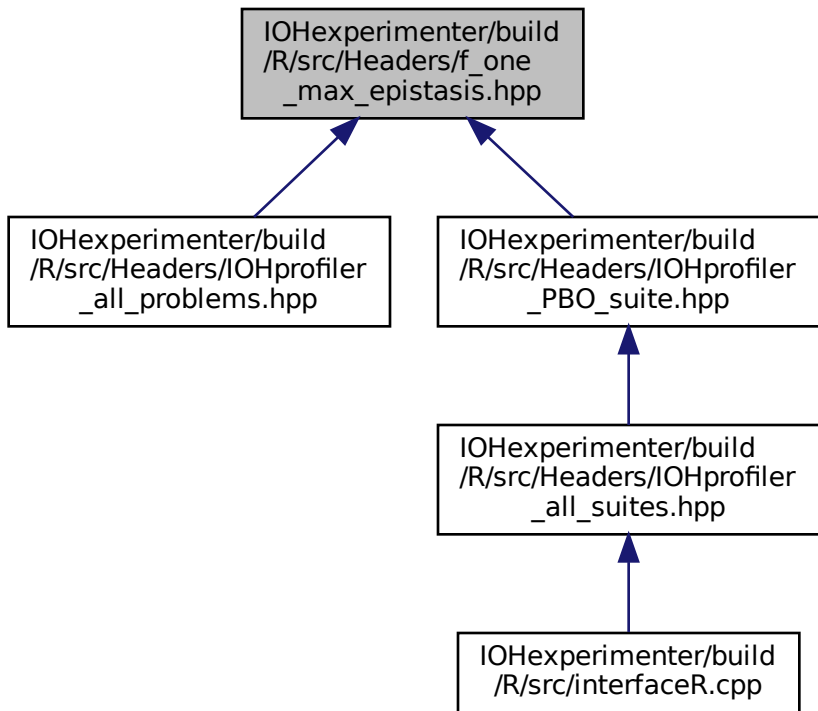 IOHexperimenter/build
/R/src/Headers/f_one
_max_epistasis.hpp
IOHexperimenter/build
/R/src/Headers/IOHprofiler
_all_problems.hpp
IOHexperimenter/build
/R/src/Headers/IOHprofiler
_PBO_suite.hpp
IOHexperimenter/build
/R/src/Headers/IOHprofiler
_all_suites.hpp
IOHexperimenter/build
/R/src/interfaceR.cpp